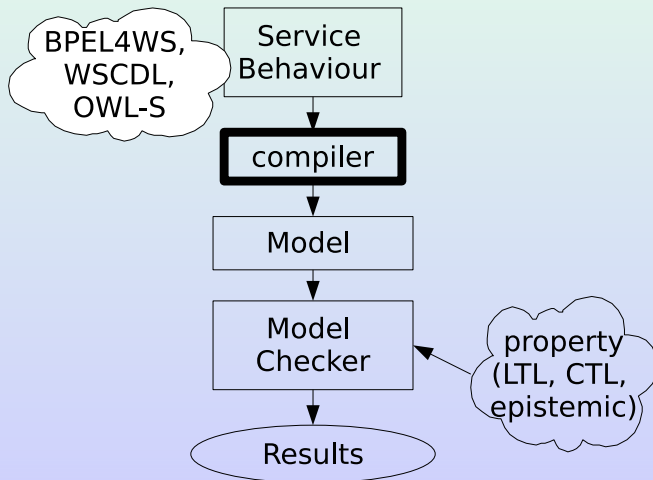 BPEL4WS,
WSCDL,
OWL-S
Service
Behaviour
compiler
Model
Model
Checker
property
(LTL, CTL,
epistemic)
Results